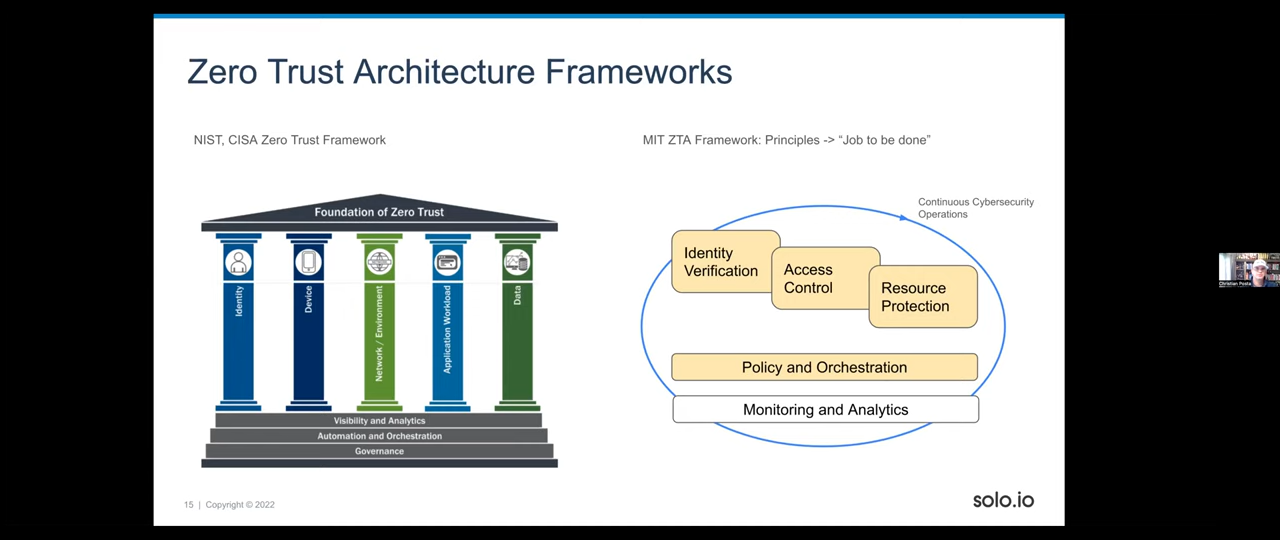 Zero Trust Architecture Frameworks
NIST, CISA Zero Trust Framework
Foundation of Zero Trust
Identity
Device
Network / Environment
Application Workload
Data
Visibility and Analytics
Automation and Orchestration
Governance
MIT ZTA Framework: Principles -> “Job to be done”
Continuous Cybersecurity
Operations
Identity
Verification
Access
Control
Resource
Protection
Policy and Orchestration
Monitoring and Analytics
15 | Copyright © 2022
solo.io
Christian Posta